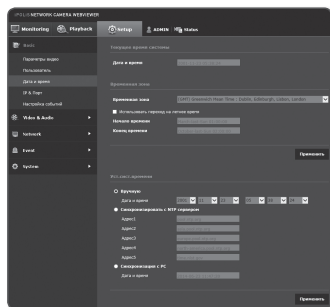 iPOLiS NETWORK CAMERA WEBVIEWER
Monitoring Playback Setup ADMIN Status
Basic
Параметры видео
Пользователь
Дата и время
IP & Порт
Настройка событий
Video & Audio
Network
Event
System
Текущее время системы
Дата и время
Временная зона
Временная зона (GMT) Greenwich Mean Time : Dublin, Edinburgh, Lisbon, London
Использовать переход на летнее время
Начало времени
Конец времени
Применить
Уст.сист.времени
Вручную
Дата и время
Синхронизировать с NTP сервером
Адрес1
Адрес2
Адрес3
Адрес4
Адрес5
Синхронизация с PC
Дата и время
Применить